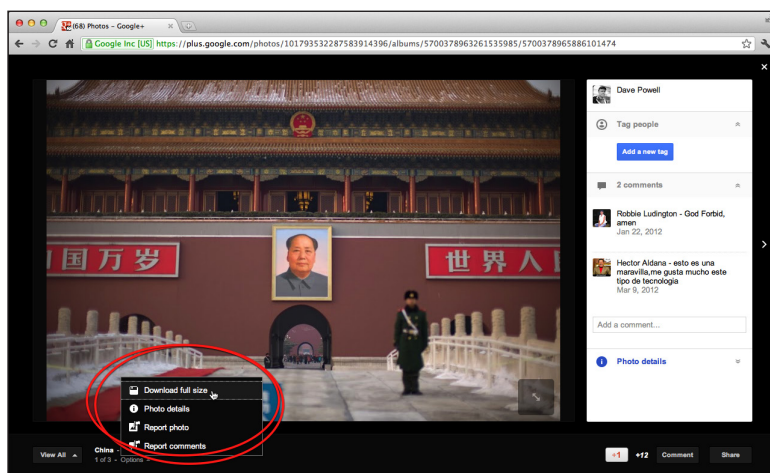 (68) Photos - Google+
Google Inc [US] https://plus.google.com/photos/101793532287583914396/albums/5700378963261535985/5700378965886101474
Dave Powell
Tag people
Add a new tag
2 comments
Robbie Ludington - God Forbid,
amen
Jan 22, 2012
Hector Aldana - esto es una
maravilla,me gusta mucho este
tipo de tecnologia
Mar 9, 2012
Add a comment...
Photo details
国万岁 世界人
Download full size
Photo details
Report photo
Report comments
View All
China -
1 of 3 - Options -
+1 +12 Comment Share